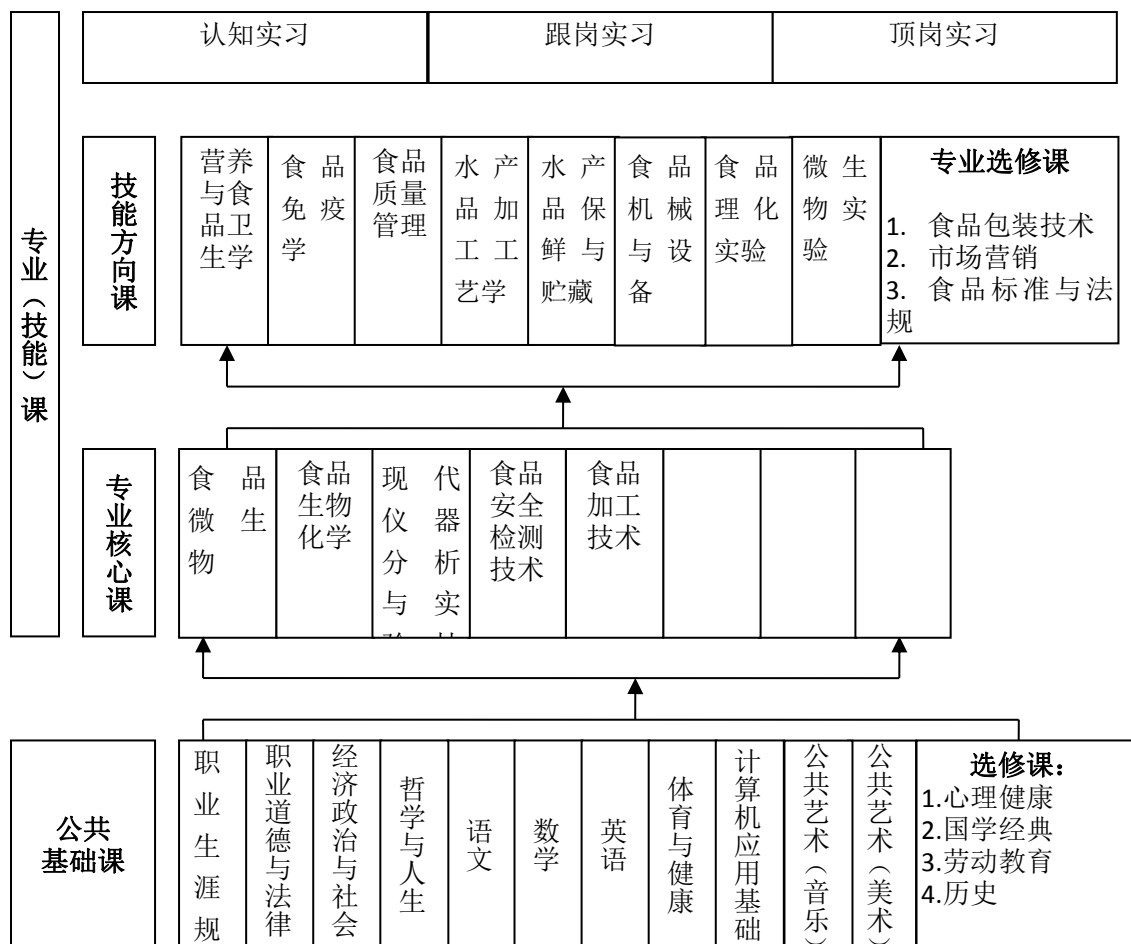 认知实习
跟岗实习
顶岗实习
专业（技能）课
技能方向课
营养
与食
品卫
生学
食品
免疫
学
食品
质量
管理
水产
品加
工工
艺学
水产
品保
鲜与
贮藏
食品
机械
与设
备
食品
理化
实验
微生
物实
验
专业选修课
1. 食品包装技术
2. 市场营销
3. 食品标准与法
规
专业核心课
食品
微生
物
食品
生物
化学
现代
仪器
分析
与实
食品
安全
检测
技术
食品
加工
技术
公共
基础课
职业生涯规
职业道德与法律
经济政治与社会
哲学与人生
语文
数学
英语
体育与健康
计算机应用基础
公共艺术（音乐）
公共艺术（美术）
选修课：
1.心理健康
2.国学经典
3.劳动教育
4.历史